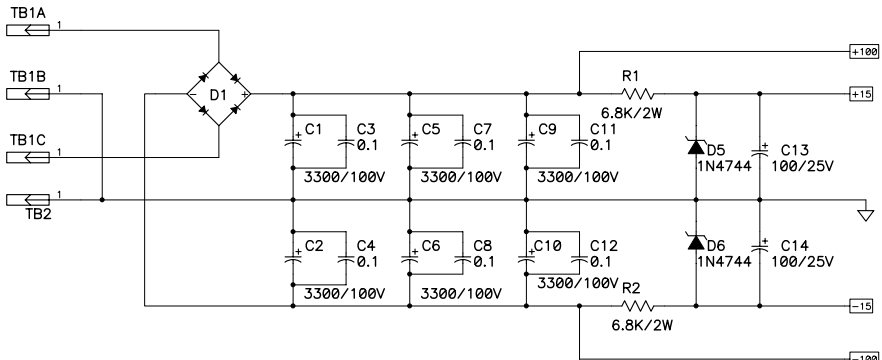 TB1A
1
+100
TB1B
1
D1
R1
6.8K/2W
+15
C1
C3
0.1
3300/100V
C5
C7
0.1
3300/100V
C9
C11
0.1
3300/100V
D5
1N4744
C13
100/25V
TB1C
1
TB2
1
C2
C4
0.1
3300/100V
C6
C8
0.1
3300/100V
C10
C12
0.1
3300/100V
D6
1N4744
C14
100/25V
R2
6.8K/2W
-15
-100